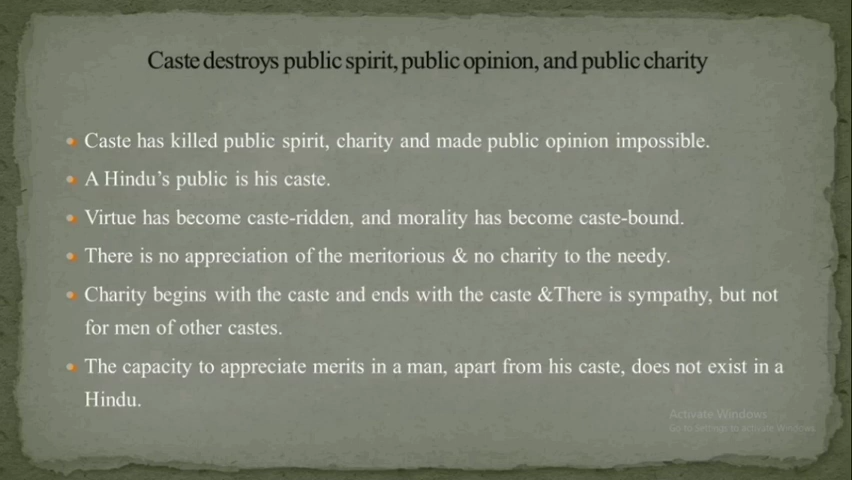 Caste destroys public spirit, public opinion, and public charity
Caste has killed public spirit, charity and made public opinion impossible.
A Hindu’s public is his caste.
Virtue has become caste-ridden, and morality has become caste-bound.
There is no appreciation of the meritorious & no charity to the needy.
Charity begins with the caste and ends with the caste &There is sympathy, but not
for men of other castes.
The capacity to appreciate merits in a man, apart from his caste, does not exist in a
Hindu.
Activate Windows
Go to Settings to activate Windows.